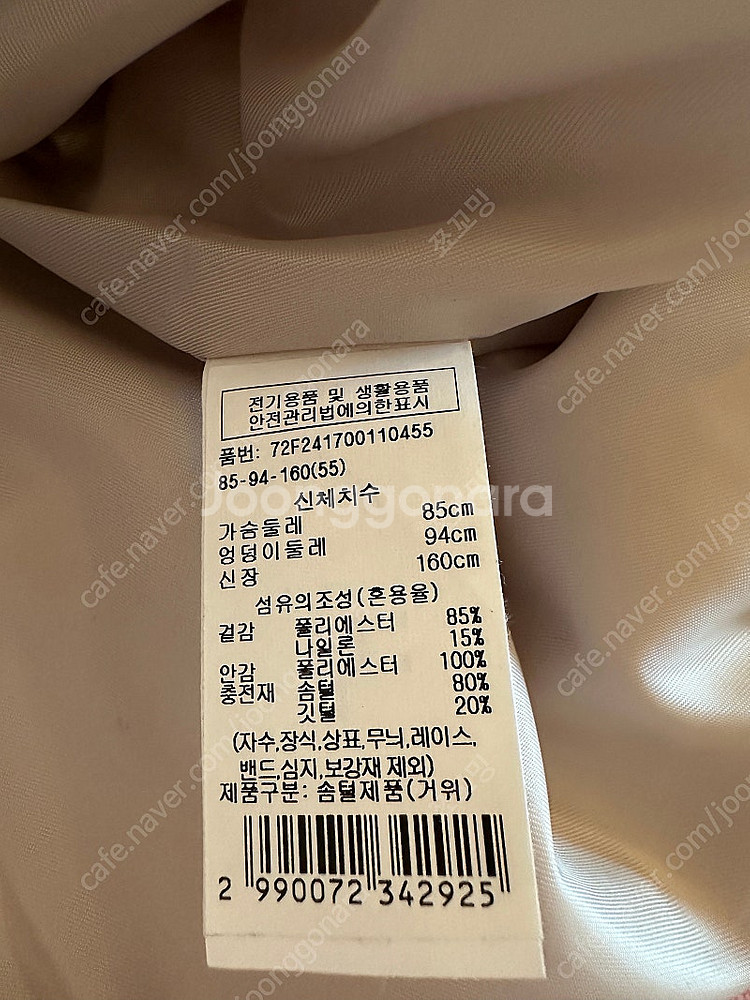 전기용품 및 생활용품
안전관리법에의한표시
품번: 72F241700110455
85-94-160(55)
신체치수
가슴둘레 85cm
엉덩이둘레 94cm
신장 160cm
섬유의조성(혼용율)
겉감 폴리에스터 85%
나일론 15%
안감 폴리에스터 100%
충전재 솜털 80%
깃털 20%
(자수,장식,상표,무늬,레이스,
밴드,심지,보강재 제외)
제품구분: 솜털제품(거위)
2 990072 342925
Joonggonara
cafe.naver.com/joonggonara
쪼꼬밍